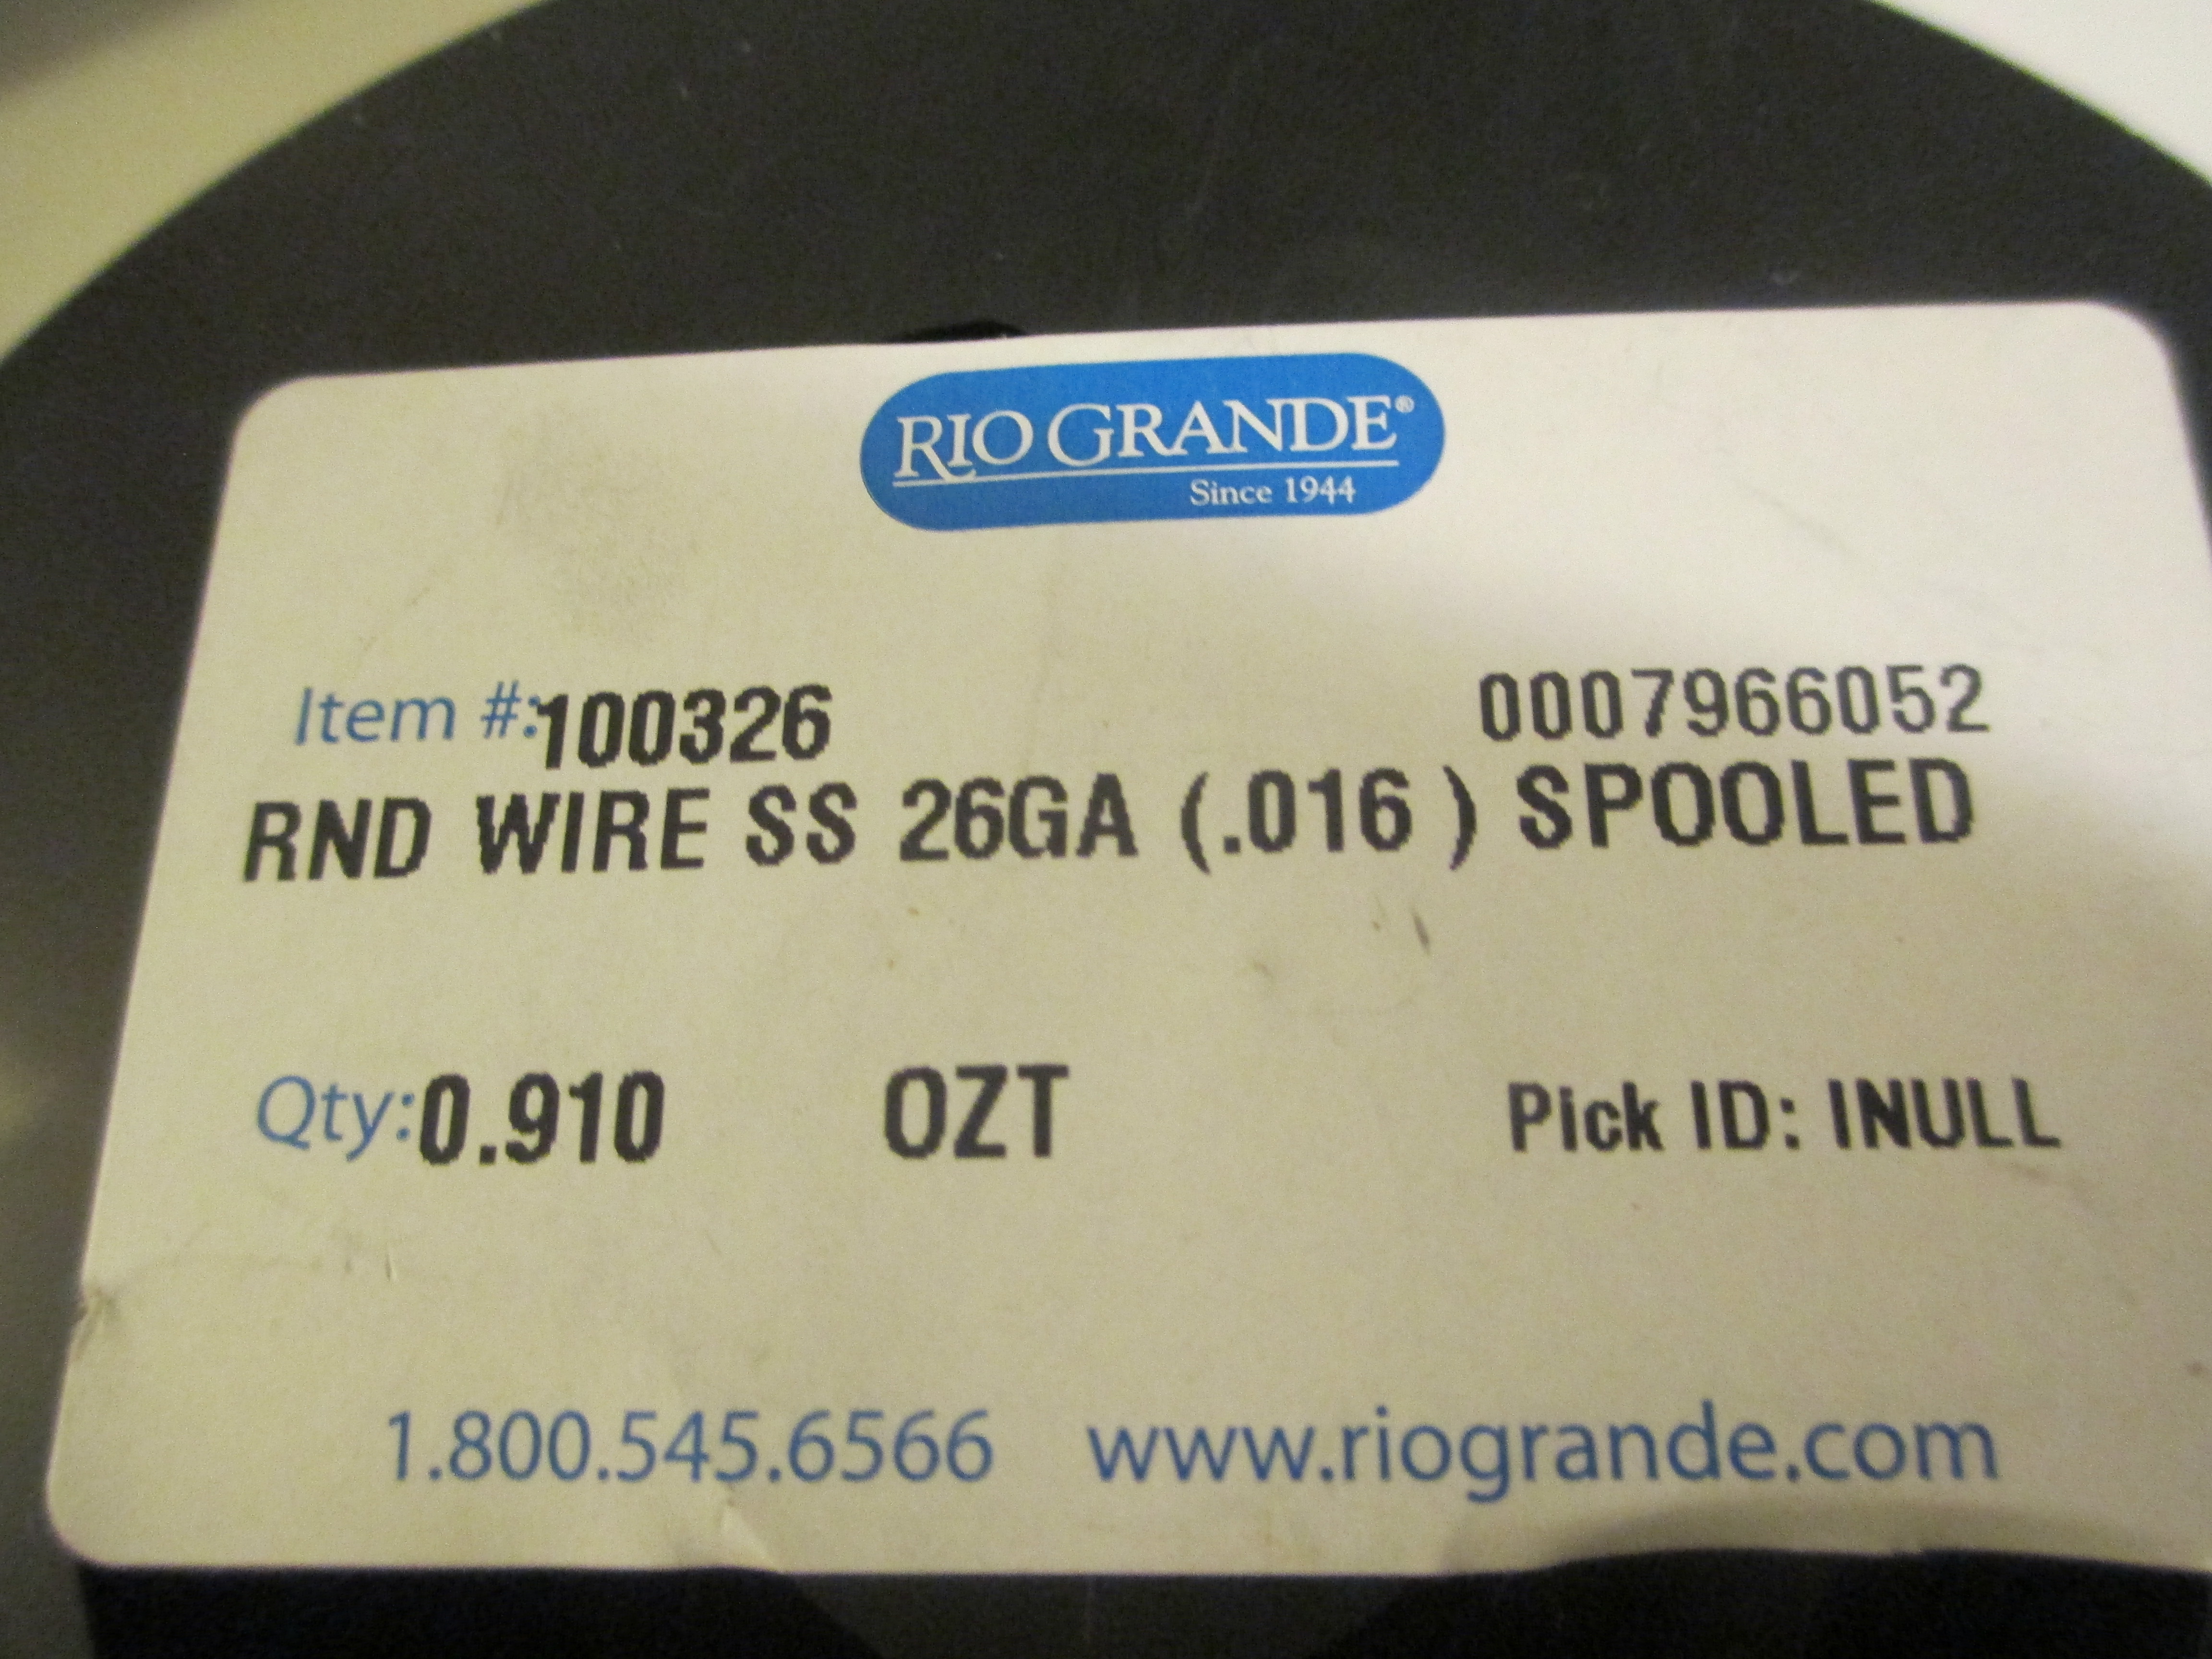 RIO GRANDE®
Since 1944
Item #:100326 0007966052
RND WIRE SS 26GA (.016 ) SPOOLED
Qty:0.910 OZT Pick ID: INULL
1.800.545.6566 www.riogrande.com